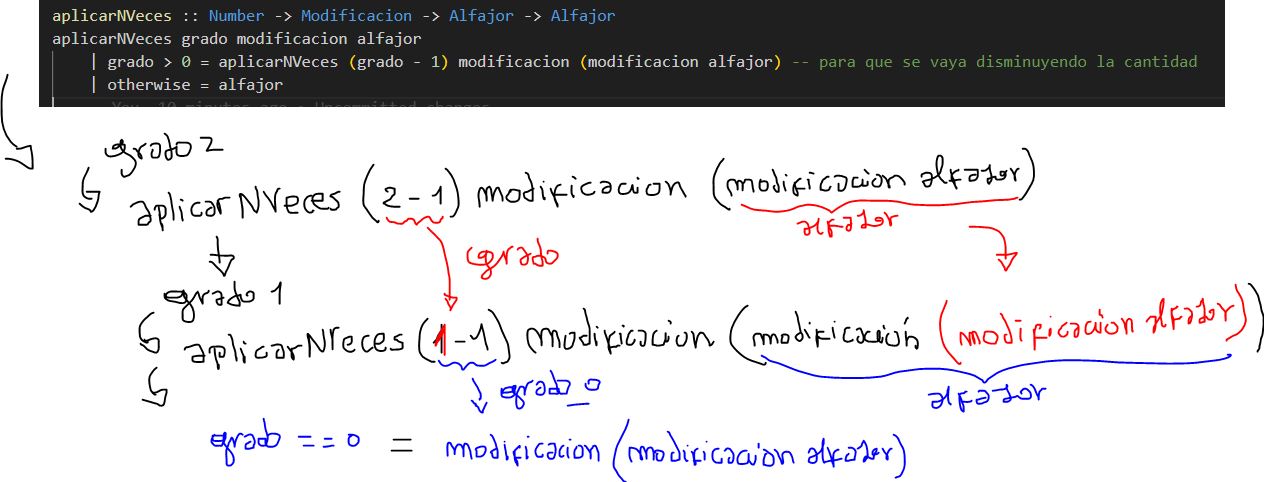 aplicarNVeces :: Number -> Modificacion -> Alfajor -> Alfajor
aplicarNVeces grado modificacion alfajor
| grado > 0 = aplicarNVeces (grado - 1) modificacion (modificacion alfajor) -- para que se vaya disminuyendo la cantidad
| otherwise = alfajor
You, 10 minutes ago • Uncommitted changes
grado 2
aplicarNVeces (2-1) modificacion (modificacion alfajor)
alfajor
grado
grado 1
aplicarNVeces (1-1) modificacion (modificación (modificacion alfajor))
grado 0
alfajor
grado == 0 = modificacion (modificacion alfajor)